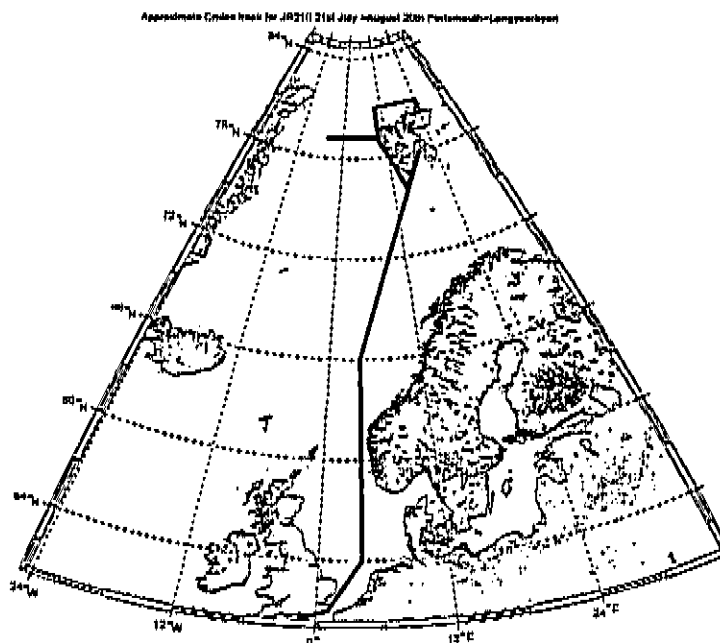 Approximate Cruise track for JR210 21st July -August 20th Portsmouth-Longyearbyen
84°N
78°N
72°N
66°N
60°N
54°N
24°W
12°W
0°
12°E
24°E